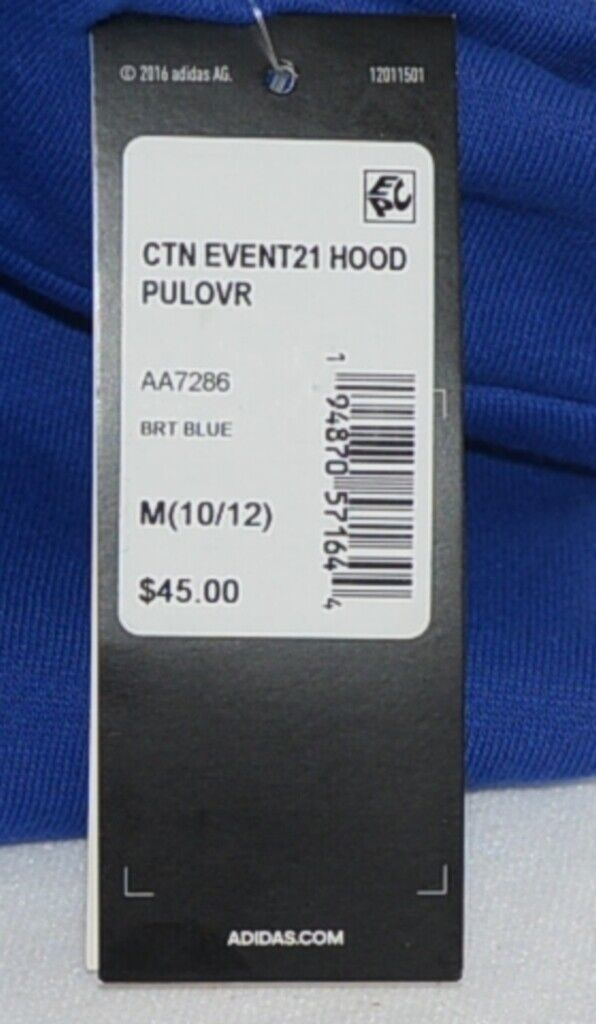 © 2016 adidas AG. 12011501
EPC
CTN EVENT21 HOOD
PULOVR
AA7286
BRT BLUE
M(10/12)
$45.00
1 94870 57164 4
ADIDAS.COM